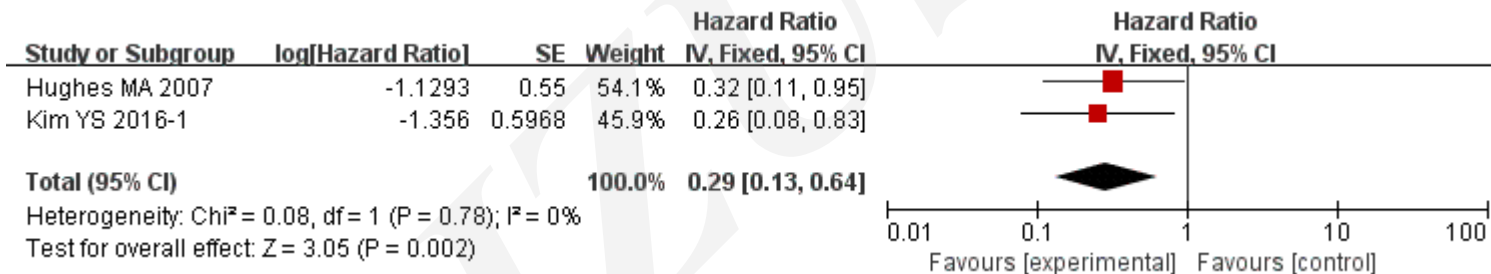 Hazard Ratio Hazard Ratio
Study or Subgroup log[Hazard Ratio] SE Weight IV, Fixed, 95% CI IV, Fixed, 95% CI
Hughes MA 2007 -1.1293 0.55 54.1% 0.32 [0.11, 0.95]
Kim YS 2016-1 -1.356 0.5968 45.9% 0.26 [0.08, 0.83]
Total (95% CI) 100.0% 0.29 [0.13, 0.64]
Heterogeneity: Chi² = 0.08, df = 1 (P = 0.78); I² = 0%
Test for overall effect: Z = 3.05 (P = 0.002)
0.01 0.1 1 10 100
Favours [experimental] Favours [control]